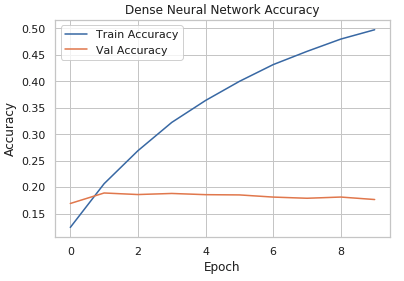 Dense Neural Network Accuracy
Train Accuracy
Val Accuracy
Accuracy
0.50
0.45
0.40
0.35
0.30
0.25
0.20
0.15
0 2 4 6 8
Epoch